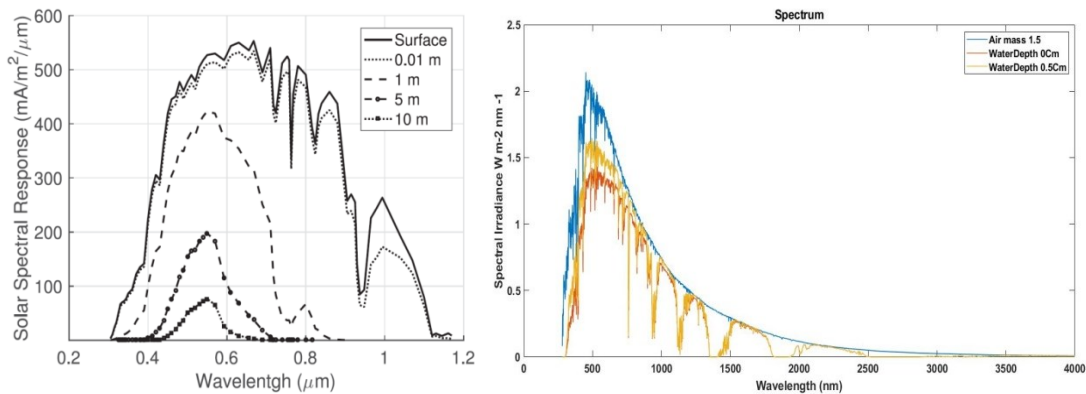 Solar Spectral Response (mA/m²/μm)
600
500
400
300
200
100
0.2
0.4
0.6
0.8
1
1.2
Wavelentgh (μm)
Surface
0.01 m
1 m
5 m
10 m
Spectrum
Spectral Irradiance W m-2 nm -1
2.5
2
1.5
1
0.5
0
0
500
1000
1500
2000
2500
3000
3500
4000
Wavelength (nm)
Air mass 1.5
WaterDepth 0Cm
WaterDepth 0.5Cm